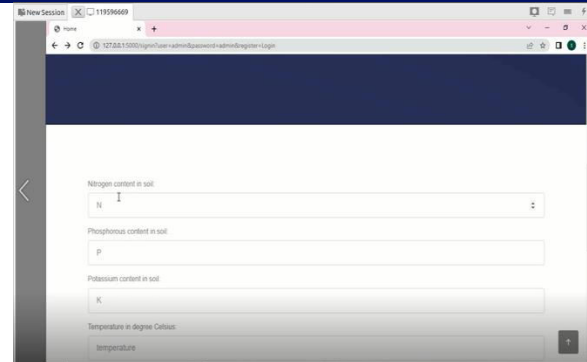 New Session
119596669
Home
127.0.0.1:5000/signin?user=admin&password=admin&register=Login
Nitrogen content in soil:
N
Phosphorous content in soil:
P
Potassium content in soil:
K
Temperature in degree Celsius:
temperature